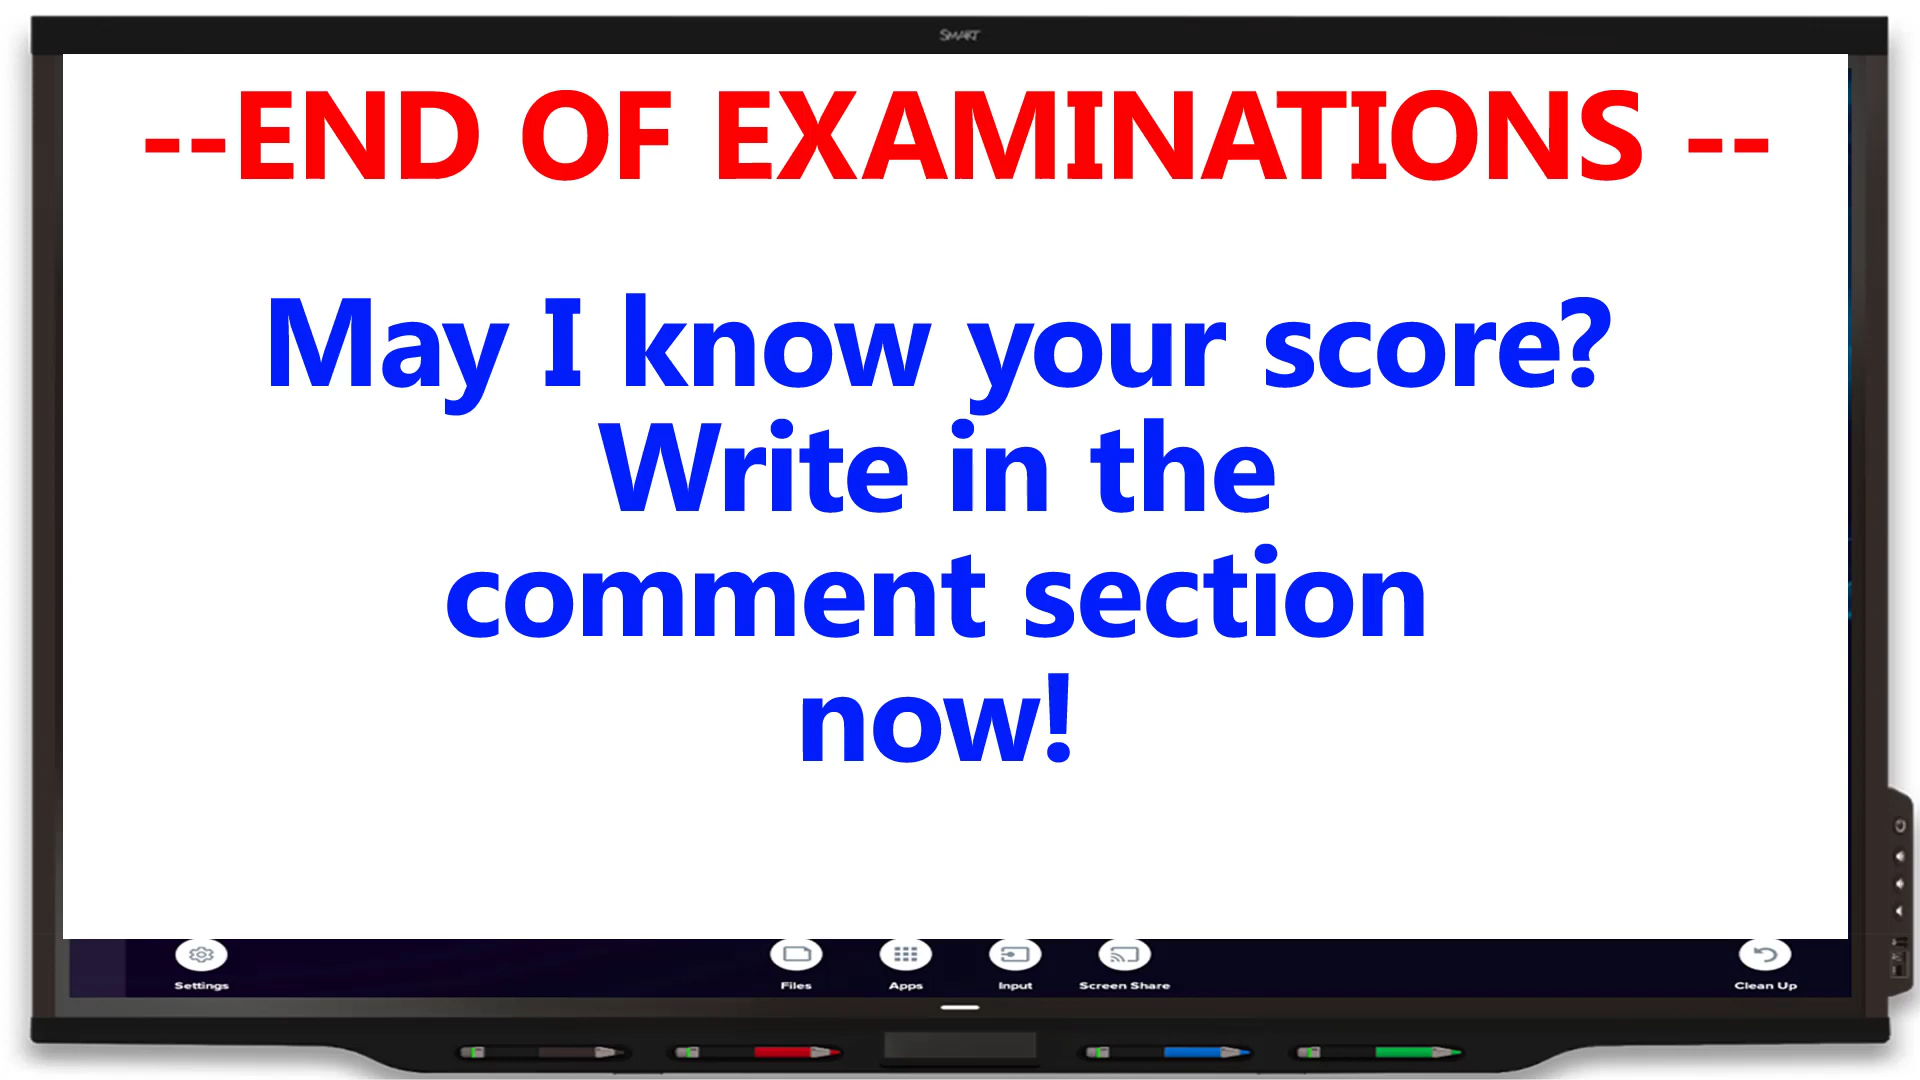 SMART
--END OF EXAMINATIONS --
May I know your score?
Write in the
comment section
now!
Settings
Files
Apps
Input
Screen Share
Clean Up